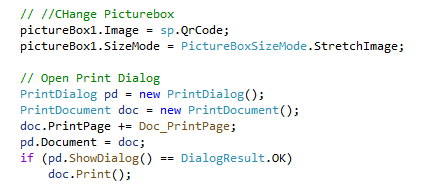 // //CHange Picturebox
pictureBox1.Image = sp.QrCode;
pictureBox1.SizeMode = PictureBoxSizeMode.StretchImage;
// Open Print Dialog
PrintDialog pd = new PrintDialog();
PrintDocument doc = new PrintDocument();
doc.PrintPage += Doc_PrintPage;
pd.Document = doc;
if (pd.ShowDialog() == DialogResult.OK)
    doc.Print();